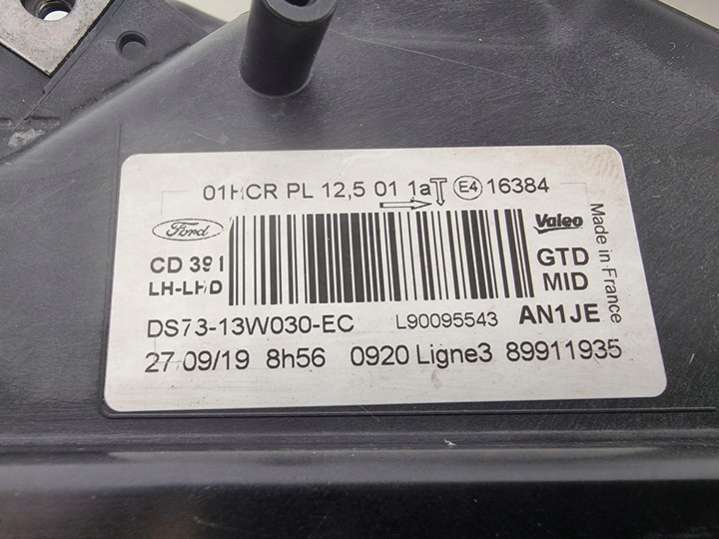 01HCR PL 12,5 01 1a E4 16384
Ford
Valeo
CD 391
GTD
LH-LHD
MID
DS73-13W030-EC L90095543 AN1JE
27/09/19 8h56 0920 Ligne3 89911935
Made in France